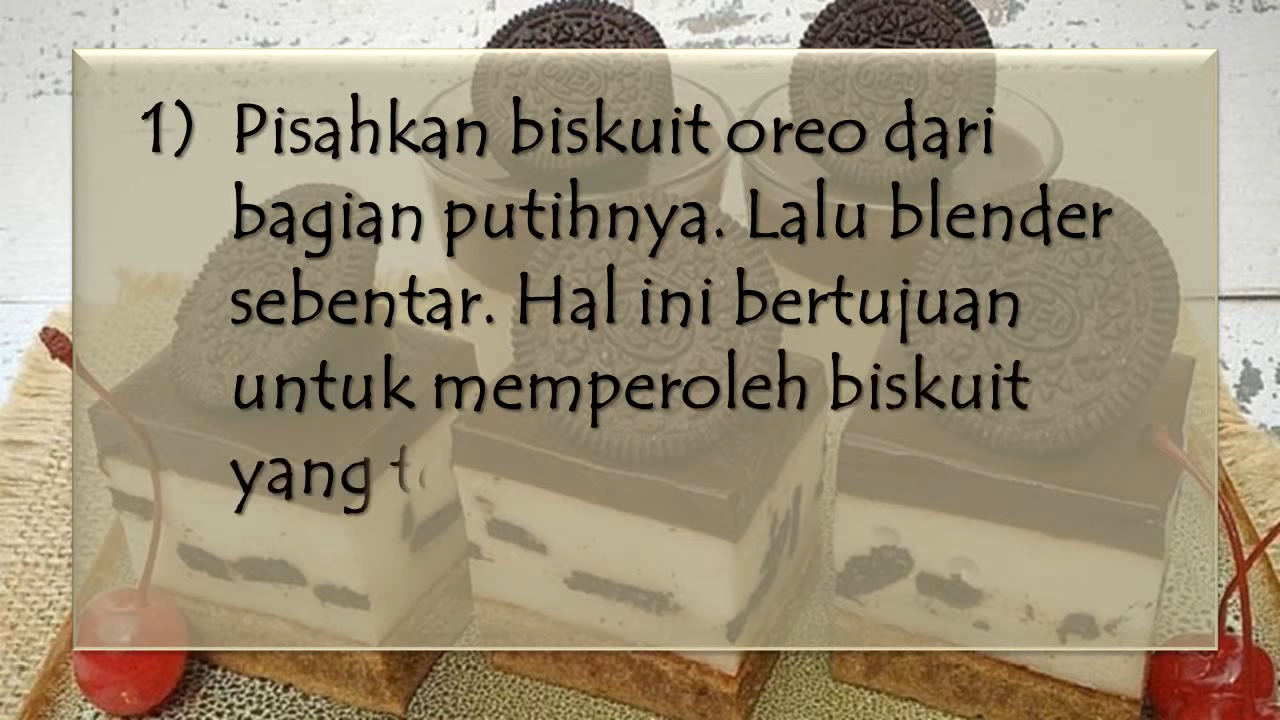 1) Pisahkan biskuit oreo dari
bagian putihnya. Lalu blender
sebentar. Hal ini bertujuan
untuk memperoleh biskuit
yang